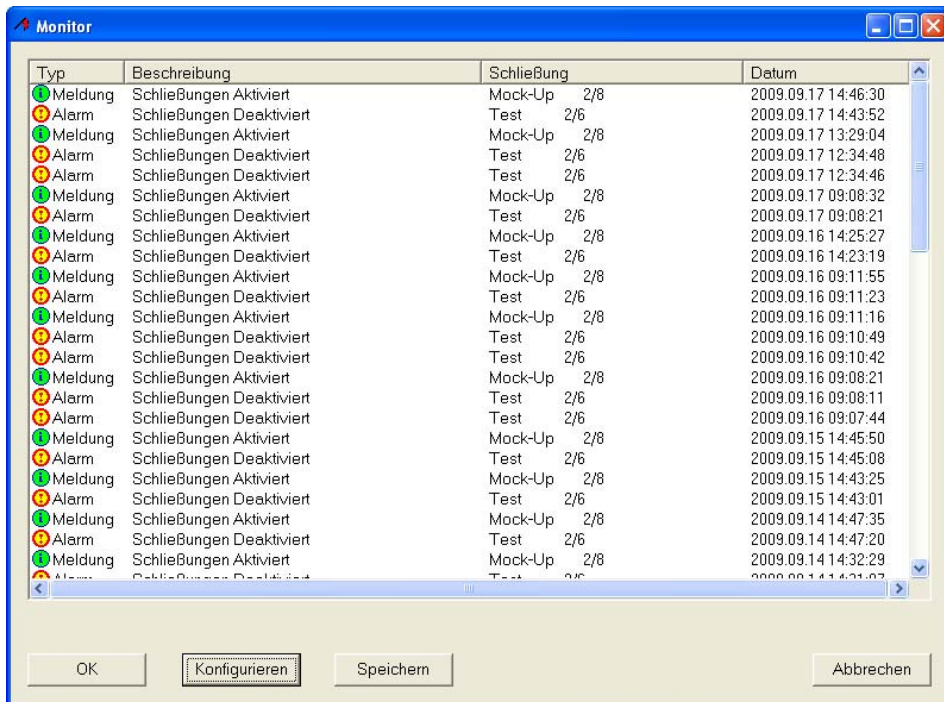 Monitor
Typ Beschreibung Schließung Datum
Meldung Schließungen Aktiviert Mock-Up 2/8 2009.09.17 14:46:30
Alarm Schließungen Deaktiviert Test 2/6 2009.09.17 14:43:52
Meldung Schließungen Aktiviert Mock-Up 2/8 2009.09.17 13:29:04
Alarm Schließungen Deaktiviert Test 2/6 2009.09.17 12:34:48
Alarm Schließungen Deaktiviert Test 2/6 2009.09.17 12:34:46
Meldung Schließungen Aktiviert Mock-Up 2/8 2009.09.17 09:08:32
Alarm Schließungen Deaktiviert Test 2/6 2009.09.17 09:08:21
Meldung Schließungen Aktiviert Mock-Up 2/8 2009.09.16 14:25:27
Alarm Schließungen Deaktiviert Test 2/6 2009.09.16 14:23:19
Meldung Schließungen Aktiviert Mock-Up 2/8 2009.09.16 09:11:55
Alarm Schließungen Deaktiviert Test 2/6 2009.09.16 09:11:23
Meldung Schließungen Aktiviert Mock-Up 2/8 2009.09.16 09:11:16
Alarm Schließungen Deaktiviert Test 2/6 2009.09.16 09:10:49
Alarm Schließungen Deaktiviert Test 2/6 2009.09.16 09:10:42
Meldung Schließungen Aktiviert Mock-Up 2/8 2009.09.16 09:08:21
Alarm Schließungen Deaktiviert Test 2/6 2009.09.16 09:08:11
Alarm Schließungen Deaktiviert Test 2/6 2009.09.16 09:07:44
Meldung Schließungen Aktiviert Mock-Up 2/8 2009.09.15 14:45:50
Alarm Schließungen Deaktiviert Test 2/6 2009.09.15 14:45:08
Meldung Schließungen Aktiviert Mock-Up 2/8 2009.09.15 14:43:25
Alarm Schließungen Deaktiviert Test 2/6 2009.09.15 14:43:01
Meldung Schließungen Aktiviert Mock-Up 2/8 2009.09.14 14:47:35
Alarm Schließungen Deaktiviert Test 2/6 2009.09.14 14:47:20
Meldung Schließungen Aktiviert Mock-Up 2/8 2009.09.14 14:32:29
Alarm Schließungen Deaktiviert Test 2/6
OK Konfigurieren Speichern Abbrechen